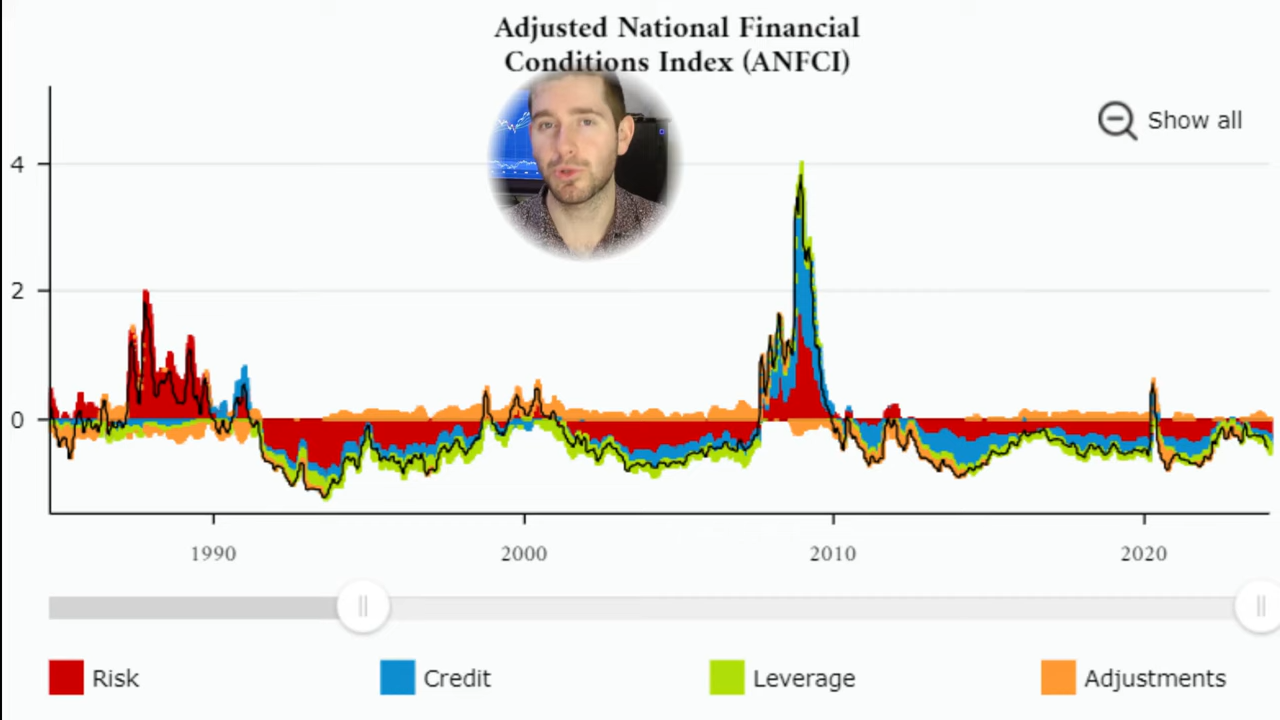 Adjusted National Financial
Conditions Index (ANFCI)
Show all
4
2
0
1990
2000
2010
2020
Risk
Credit
Leverage
Adjustments